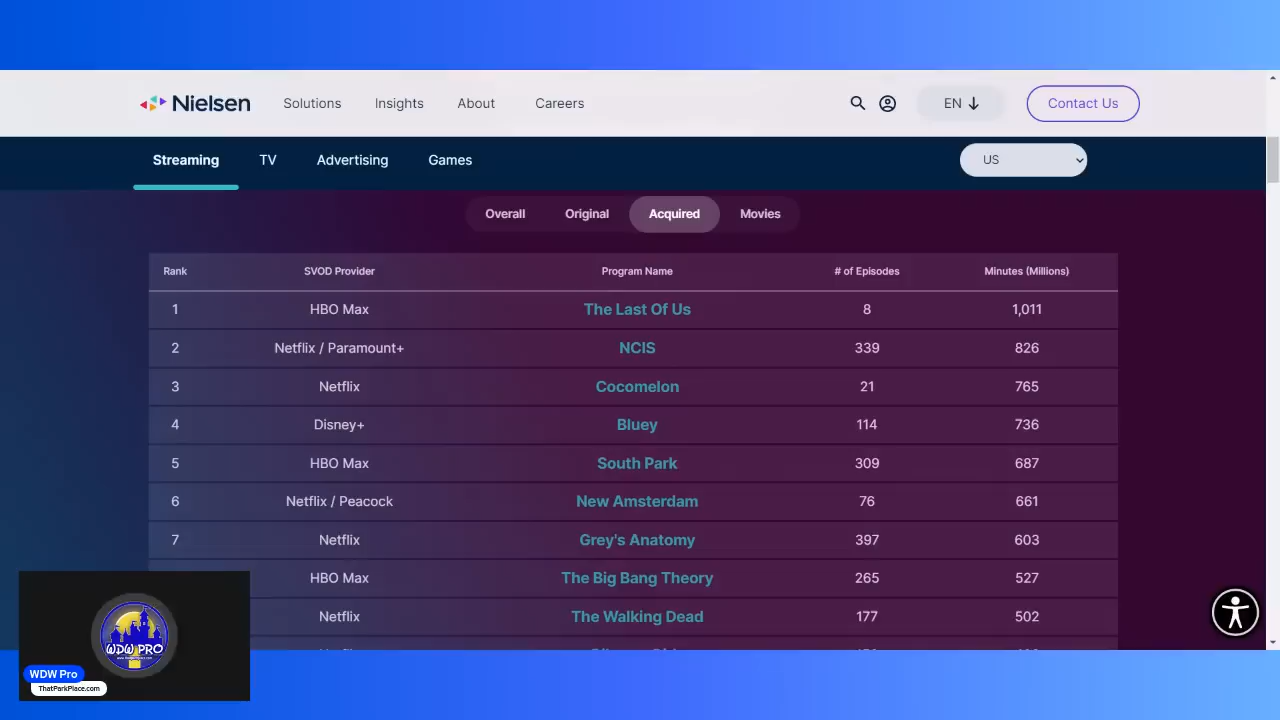 Nielsen Solutions Insights About Careers EN Contact Us
Streaming TV Advertising Games US
Overall Original Acquired Movies
Rank SVOD Provider Program Name # of Episodes Minutes (Millions)
1 HBO Max The Last Of Us 8 1,011
2 Netflix / Paramount+ NCIS 339 826
3 Netflix Cocomelon 21 765
4 Disney+ Bluey 114 736
5 HBO Max South Park 309 687
6 Netflix / Peacock New Amsterdam 76 661
7 Netflix Grey's Anatomy 397 603
HBO Max The Big Bang Theory 265 527
Netflix The Walking Dead 177 502
WDW PRO
WDW Pro
ThatParkPlace.com